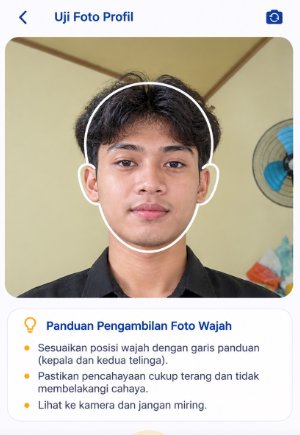 Uji Foto Profil
Panduan Pengambilan Foto Wajah
Sesuaikan posisi wajah dengan garis panduan
(kepala dan kedua telinga).
Pastikan pencahayaan cukup terang dan tidak
membelakangi cahaya.
Lihat ke kamera dan jangan miring.